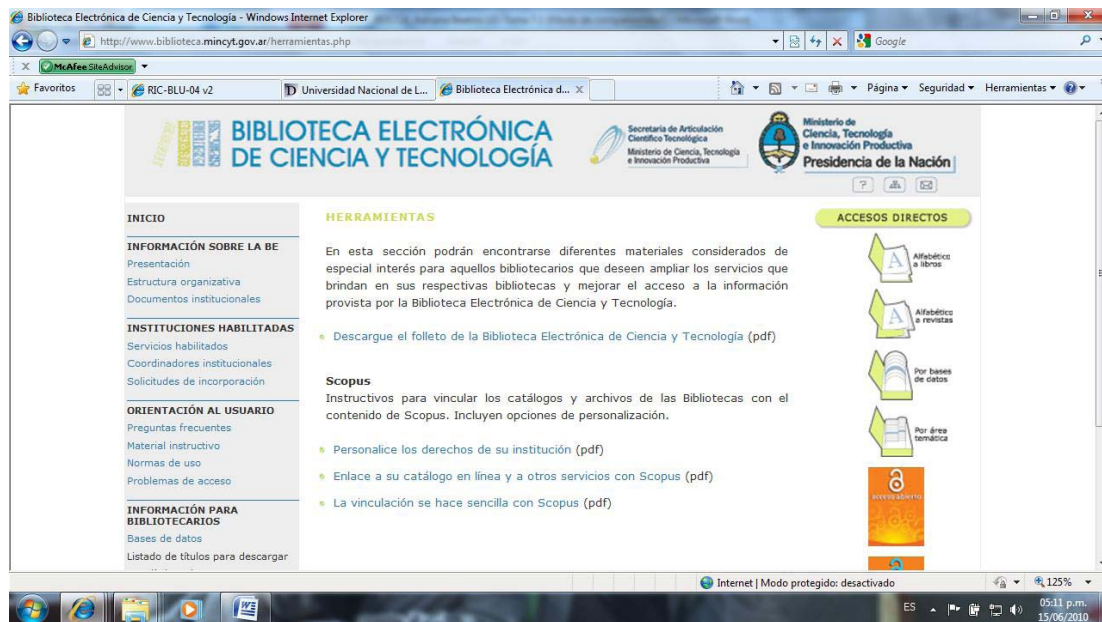 Biblioteca Electrónica de Ciencia y Tecnología - Windows Internet Explorer
http://www.biblioteca.mincyt.gov.ar/herramientas.php
Google
X McAfee SiteAdvisor
Favoritos
RIC-BLU-04 v2
Universidad Nacional de L...
Biblioteca Electrónica d... X
Página
Seguridad
Herramientas
BIBLIOTECA ELECTRÓNICA
DE CIENCIA Y TECNOLOGÍA
Secretaría de Articulación
Científico Tecnológica
Ministerio de Ciencia, Tecnología
e Innovación Productiva
Ministerio de
Ciencia, Tecnología
e Innovación Productiva
Presidencia de la Nación
?
INICIO
INFORMACIÓN SOBRE LA BE
Presentación
Estructura organizativa
Documentos institucionales
INSTITUCIONES HABILITADAS
Servicios habilitados
Coordinadores institucionales
Solicitudes de incorporación
ORIENTACIÓN AL USUARIO
Preguntas frecuentes
Material instructivo
Normas de uso
Problemas de acceso
INFORMACIÓN PARA
BIBLIOTECARIOS
Bases de datos
Listado de títulos para descargar
HERRAMIENTAS
En esta sección podrán encontrarse diferentes materiales considerados de
especial interés para aquellos bibliotecarios que deseen ampliar los servicios que
brindan en sus respectivas bibliotecas y mejorar el acceso a la información
provista por la Biblioteca Electrónica de Ciencia y Tecnología.
Descargue el folleto de la Biblioteca Electrónica de Ciencia y Tecnología (pdf)
Scopus
Instructivos para vincular los catálogos y archivos de las Bibliotecas con el
contenido de Scopus. Incluyen opciones de personalización.
Personalice los derechos de su institución (pdf)
Enlace a su catálogo en línea y a otros servicios con Scopus (pdf)
La vinculación se hace sencilla con Scopus (pdf)
ACCESOS DIRECTOS
A
Alfabético
a libros
A
Alfabético
a revistas
Por bases
de datos
Por área
temática
acceso abierto
Internet | Modo protegido: desactivado
125%
ES
05:11 p.m.
15/06/2010